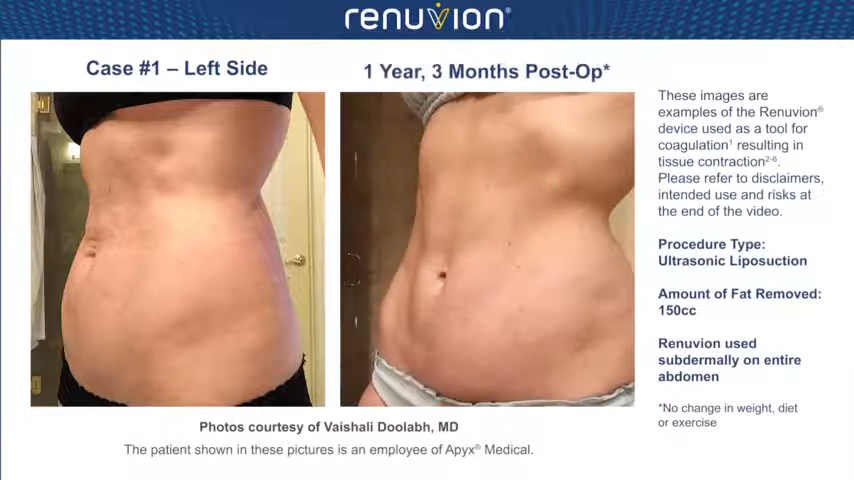 renuvion®
Case #1 – Left Side
1 Year, 3 Months Post-Op*
These images are
examples of the Renuvion®
device used as a tool for
coagulation¹ resulting in
tissue contraction²⁻⁶.
Please refer to disclaimers,
intended use and risks at
the end of the video.
Procedure Type:
Ultrasonic Liposuction
Amount of Fat Removed:
150cc
Renuvion used
subdermally on entire
abdomen
*No change in weight, diet
or exercise
Photos courtesy of Vaishali Doolabh, MD
The patient shown in these pictures is an employee of Apyx® Medical.